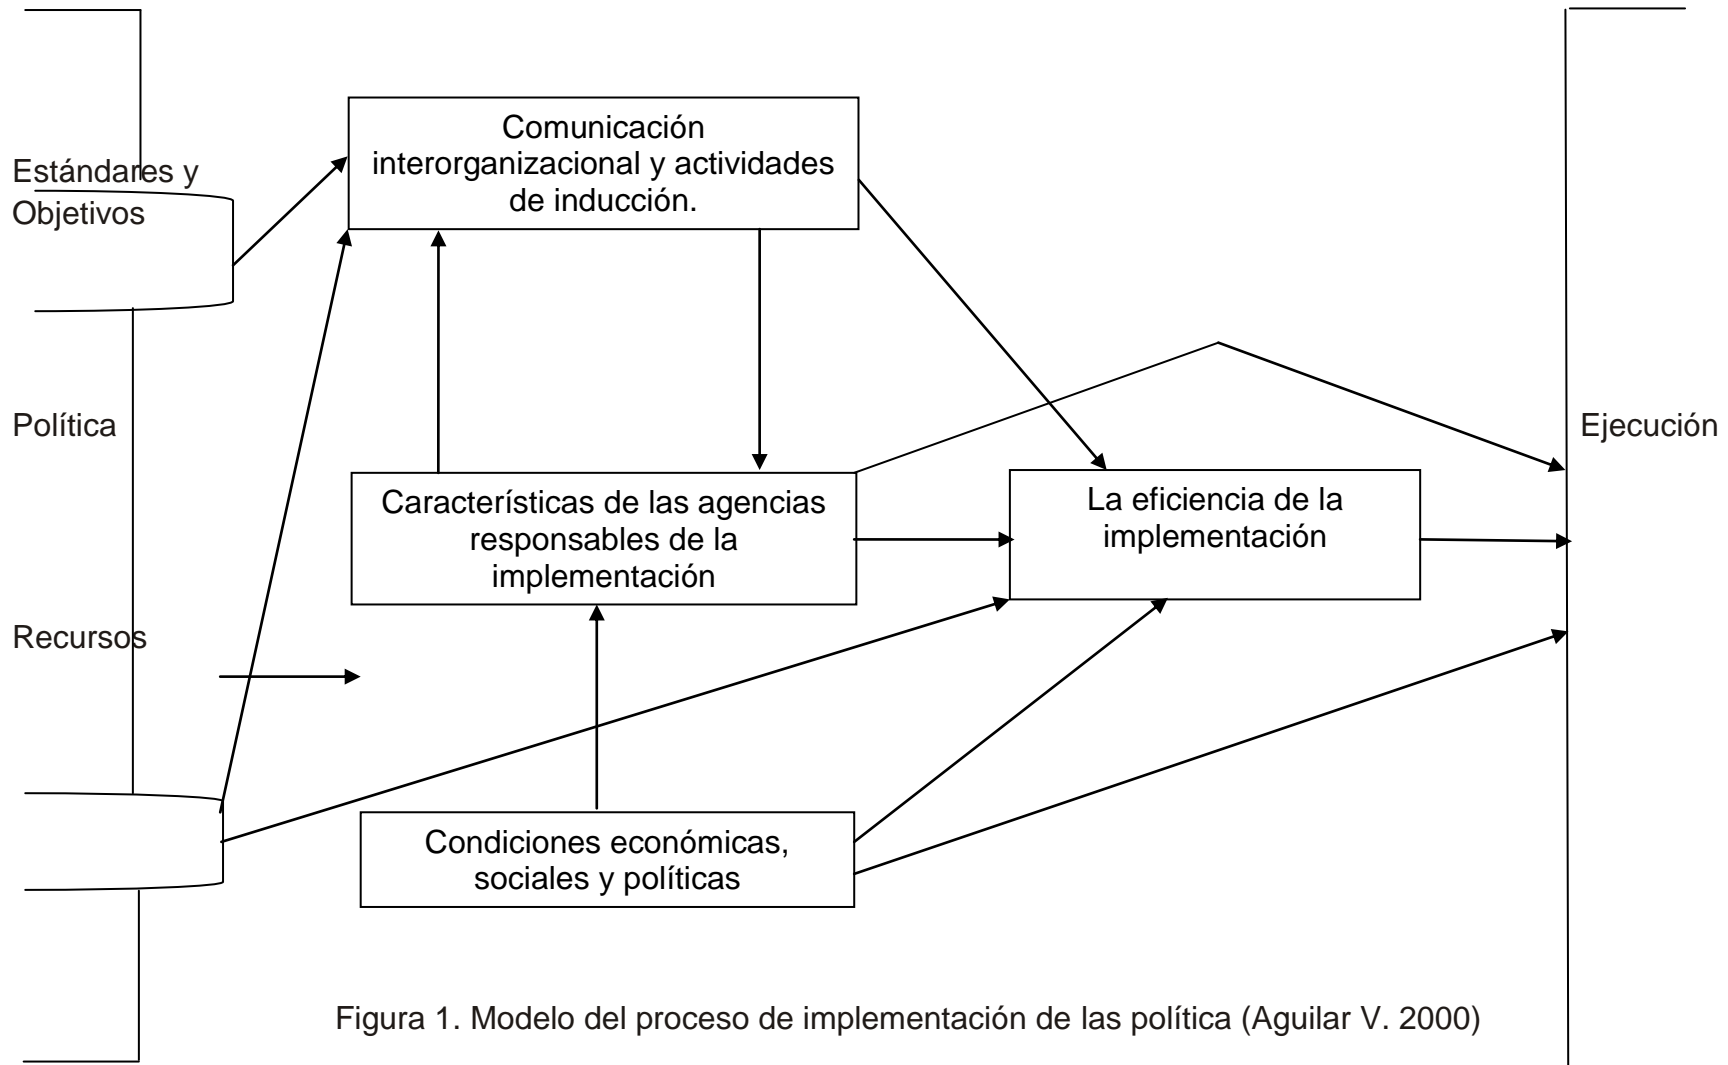 Comunicación
interorganizacional y actividades
de inducción.
Estándares y
Objetivos
Política
Ejecución
Características de las agencias
responsables de la
implementación
La eficiencia de la
implementación
Recursos
Condiciones económicas,
sociales y políticas
Figura 1. Modelo del proceso de implementación de las política (Aguilar V. 2000)